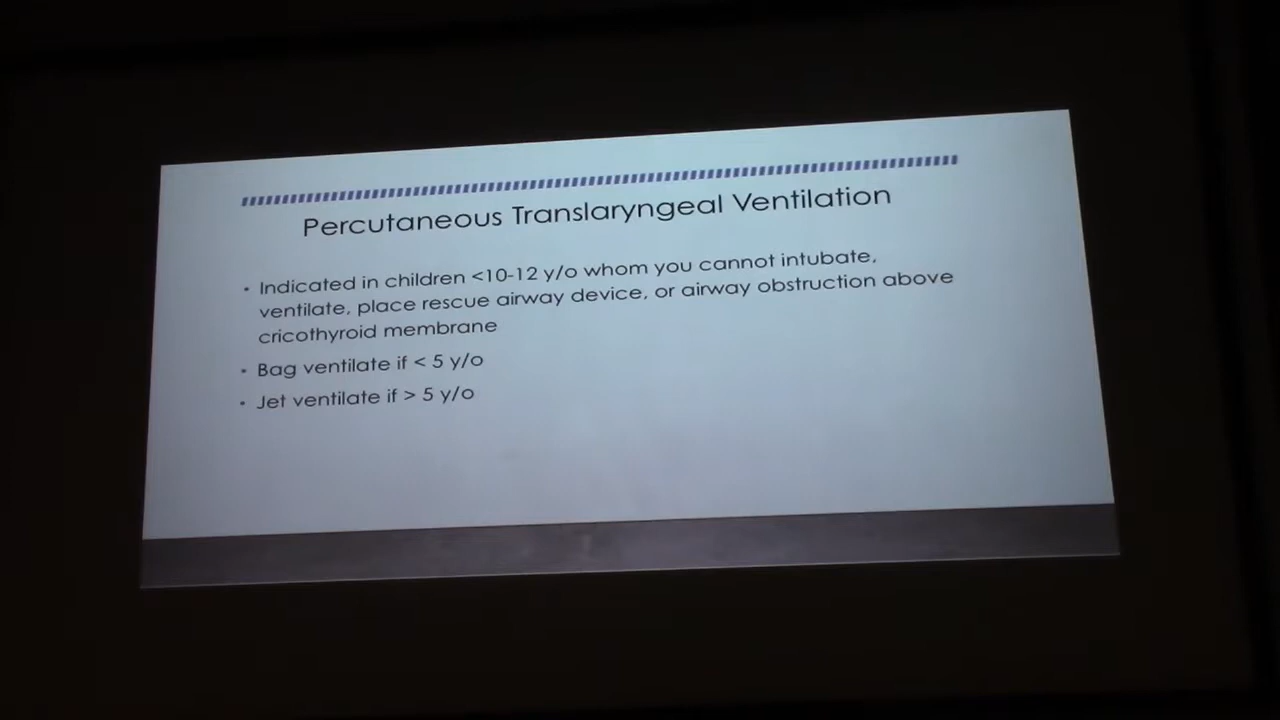 Percutaneous Translaryngeal Ventilation
• Indicated in children <10-12 y/o whom you cannot intubate,
ventilate, place rescue airway device, or airway obstruction above
cricothyroid membrane
• Bag ventilate if < 5 y/o
• Jet ventilate if > 5 y/o